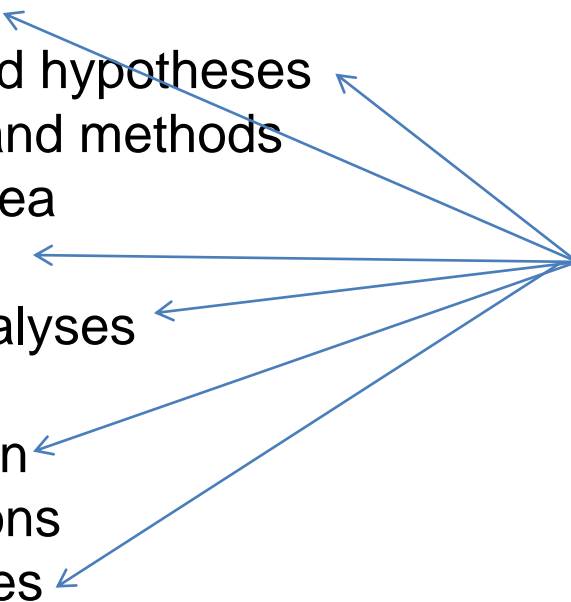 d hypotheses
and methods
ea
alyses
n
ons
es